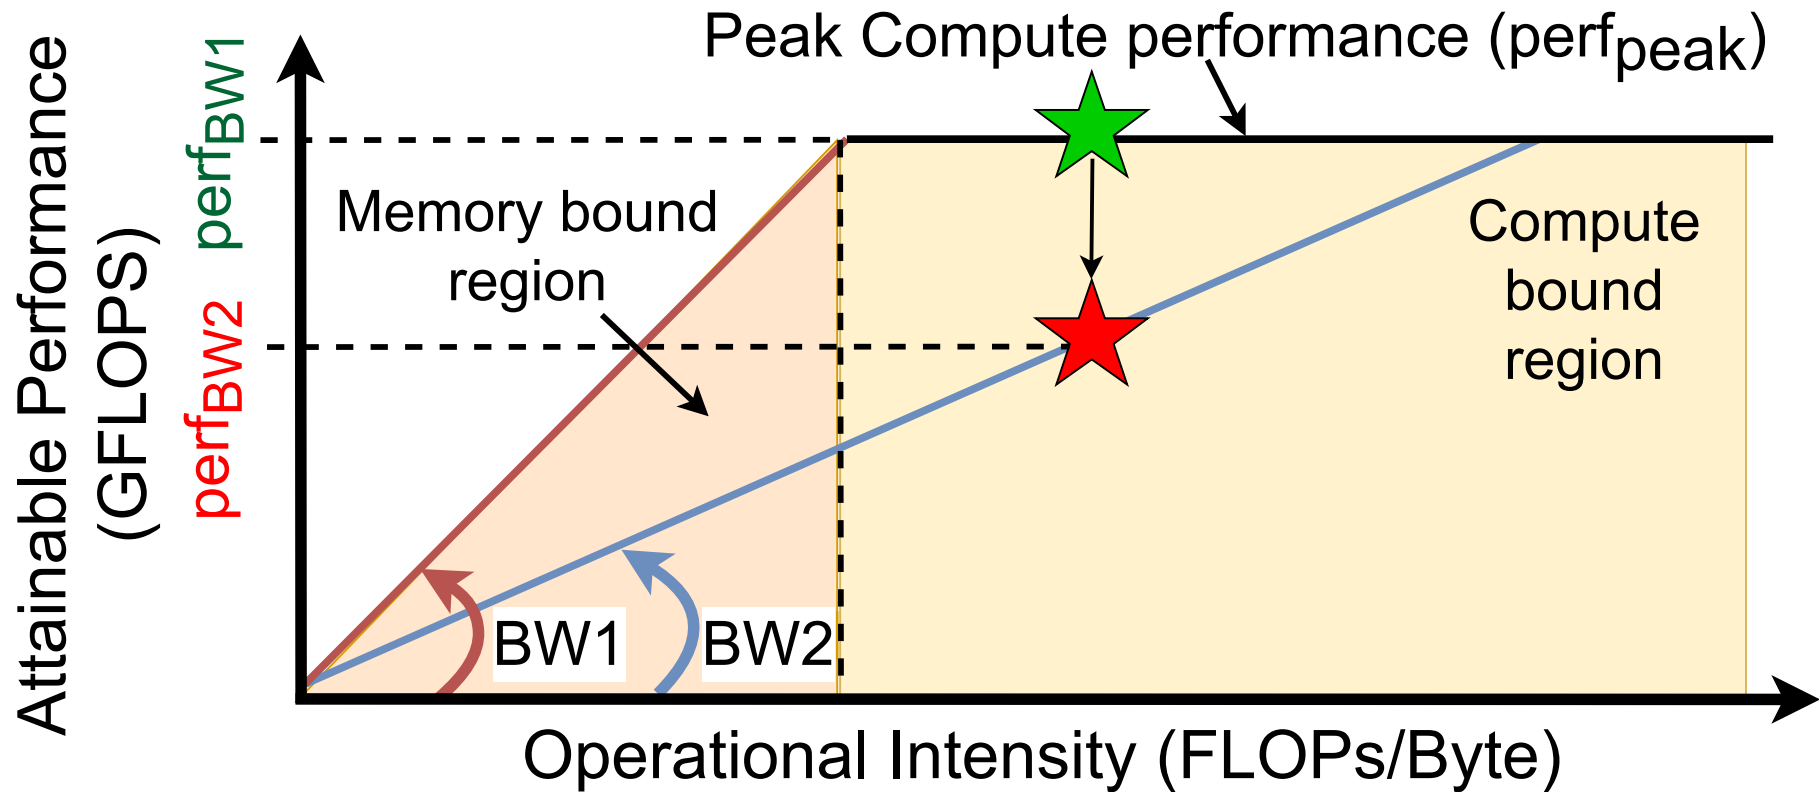 Peak Compute performance (perfpeak)
Attainable Performance
(GFLOPS)
perfBW1
perfBW2
Memory bound
region
Compute
bound
region
BW1
BW2
Operational Intensity (FLOPs/Byte)